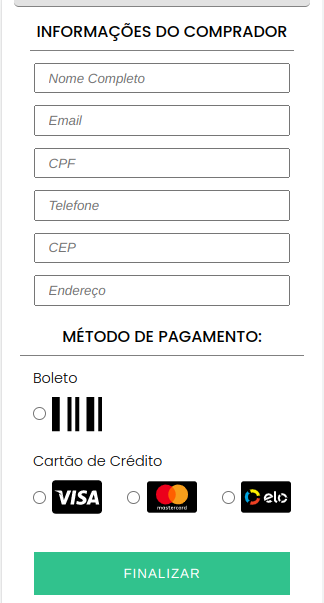 INFORMAÇÕES DO COMPRADOR
Nome Completo
Email
CPF
Telefone
CEP
Endereço
MÉTODO DE PAGAMENTO:
Boleto
Cartão de Crédito
VISA mastercard elo
FINALIZAR